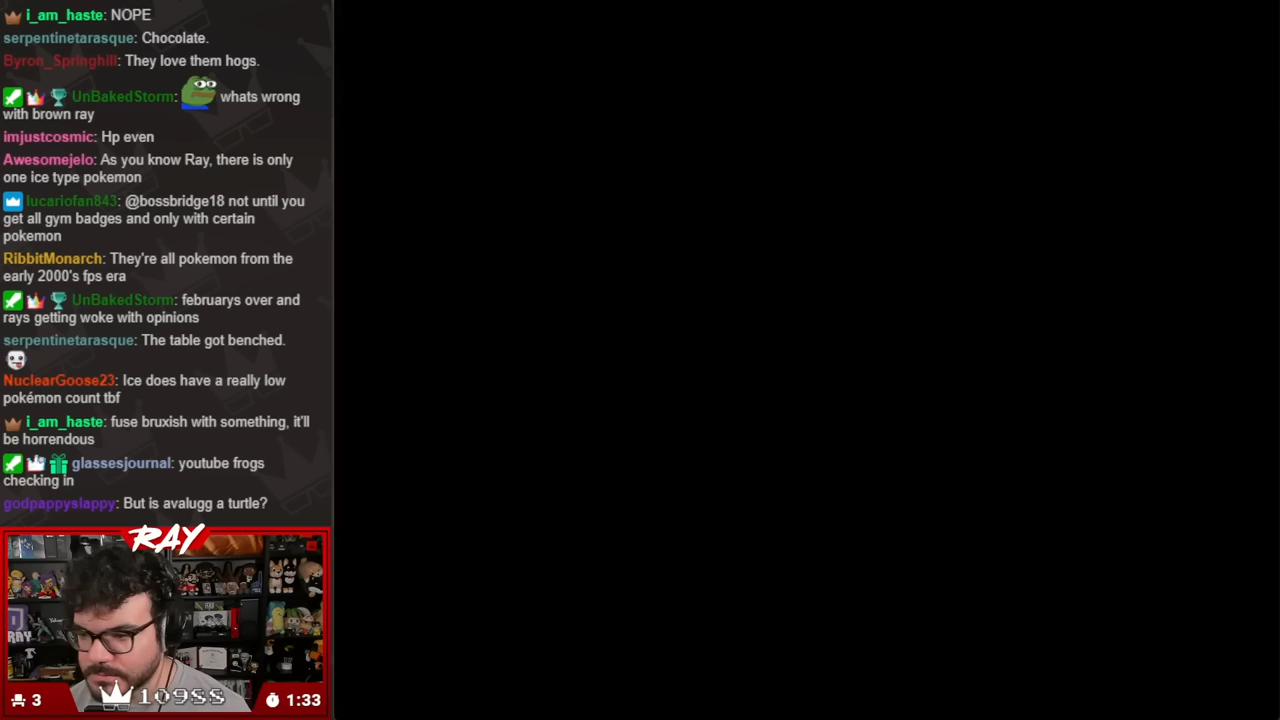 i_am_haste: NOPE
serpentinetarasque: Chocolate.
Byron_Springhill: They love them hogs.
UnBakedStorm: whats wrong
with brown ray
imjustcosmic: Hp even
Awesomejelo: As you know Ray, there is only
one ice type pokemon
lucariofan843: @bossbridge18 not until you
get all gym badges and only with certain
pokemon
RibbitMonarch: They're all pokemon from the
early 2000's fps era
UnBakedStorm: februarys over and
rays getting woke with opinions
serpentinetarasque: The table got benched.
NuclearGoose23: Ice does have a really low
pokémon count tbf
i_am_haste: fuse bruxish with something, it'll
be horrendous
glassesjournal: youtube frogs
checking in
godpappyslappy: But is avalugg a turtle?
RAY
RAY
3
109SS
1:33